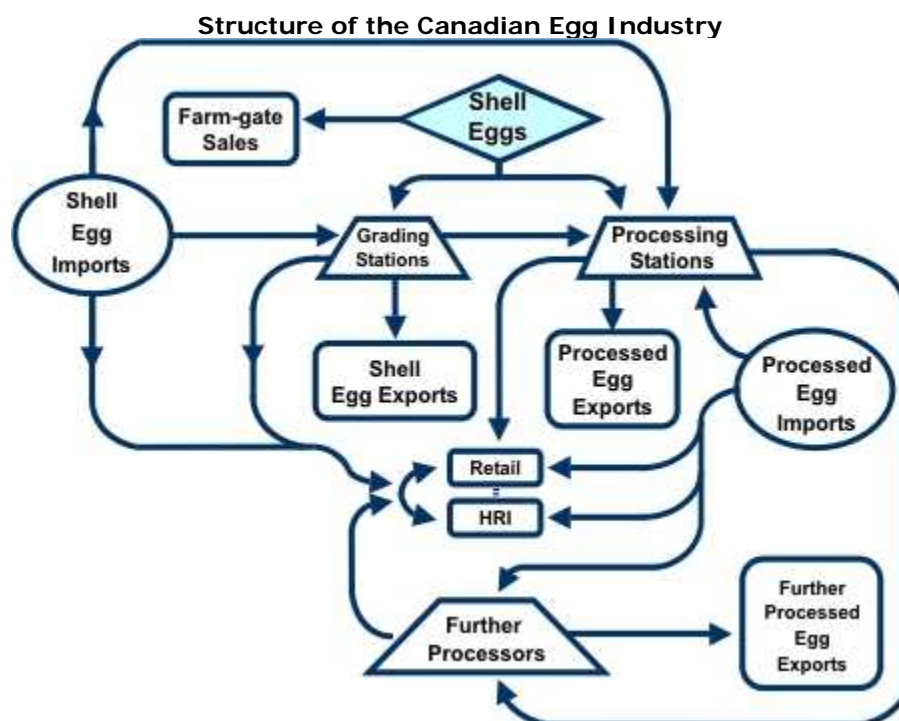 Structure of the Canadian Egg Industry
Shell
Eggs
Farm-gate
Sales
Shell
Egg
Imports
Grading
Stations
Processing
Stations
Shell
Egg Exports
Processed
Egg
Exports
Processed
Egg
Imports
Retail
HRI
Further
Processors
Further
Processed
Egg
Exports